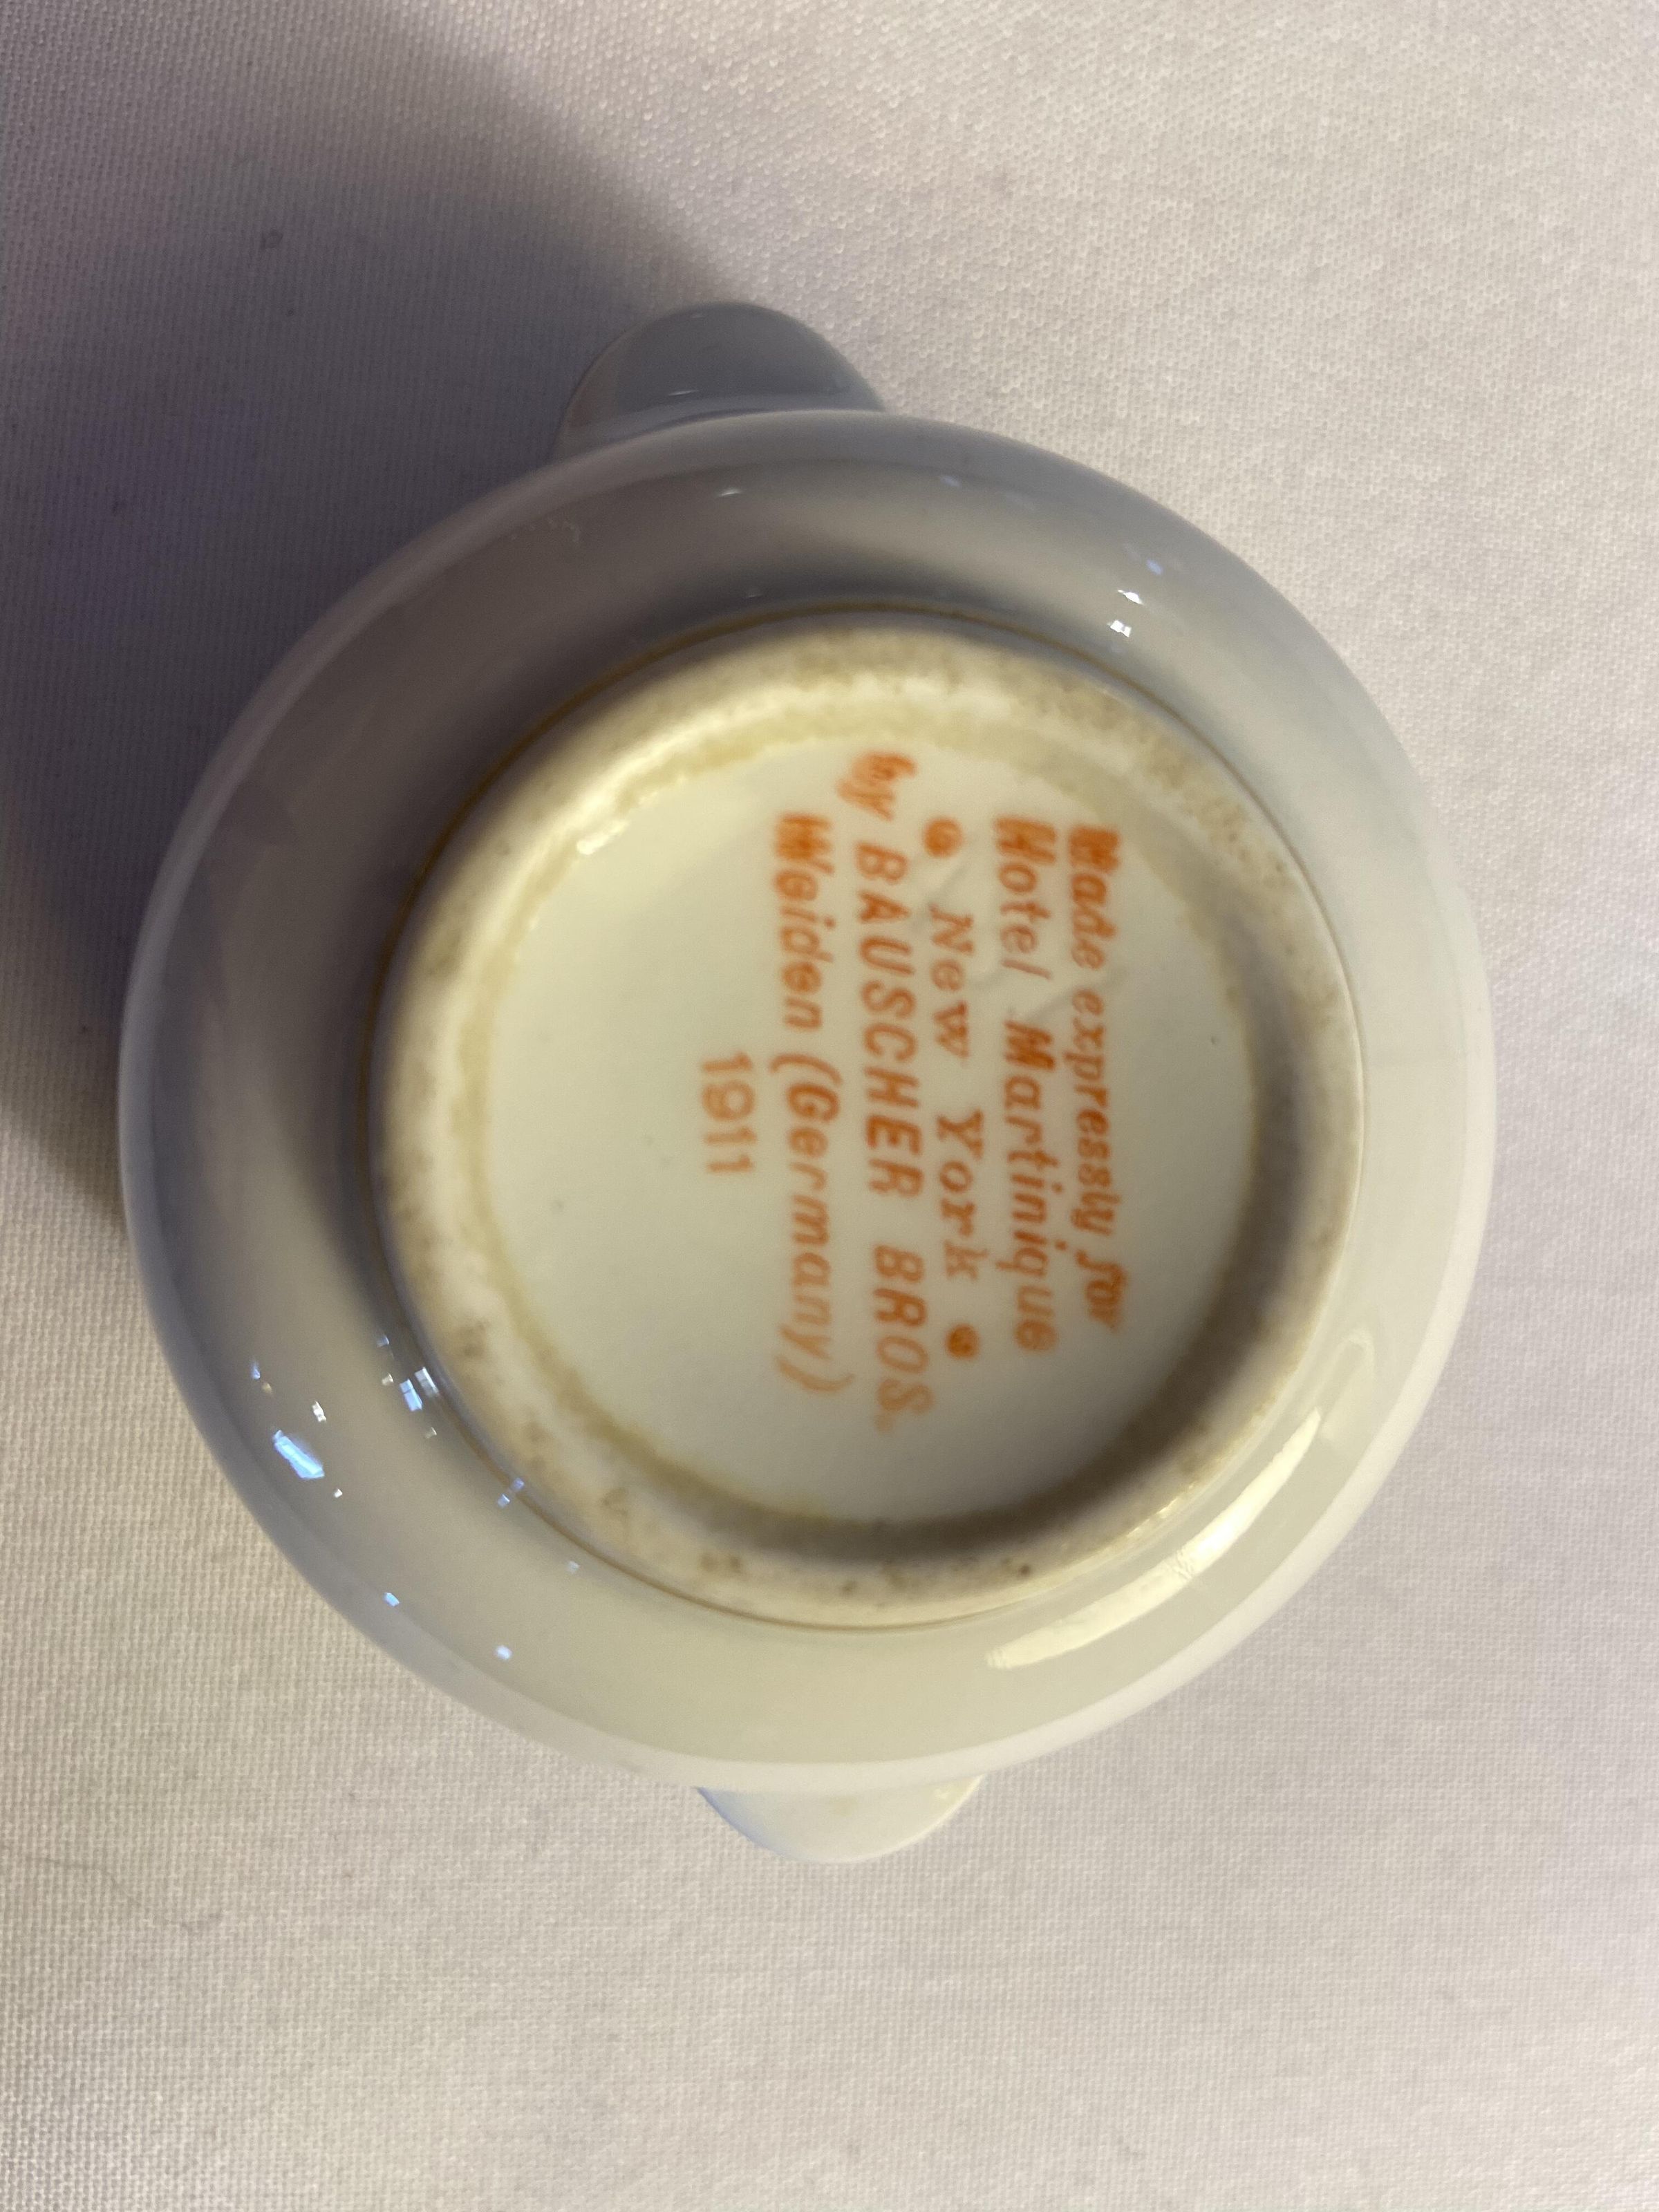 Made expressly for
Hotel Martinique
• New York •
by BAUSCHER BROS.
Weiden (Germany)
1911